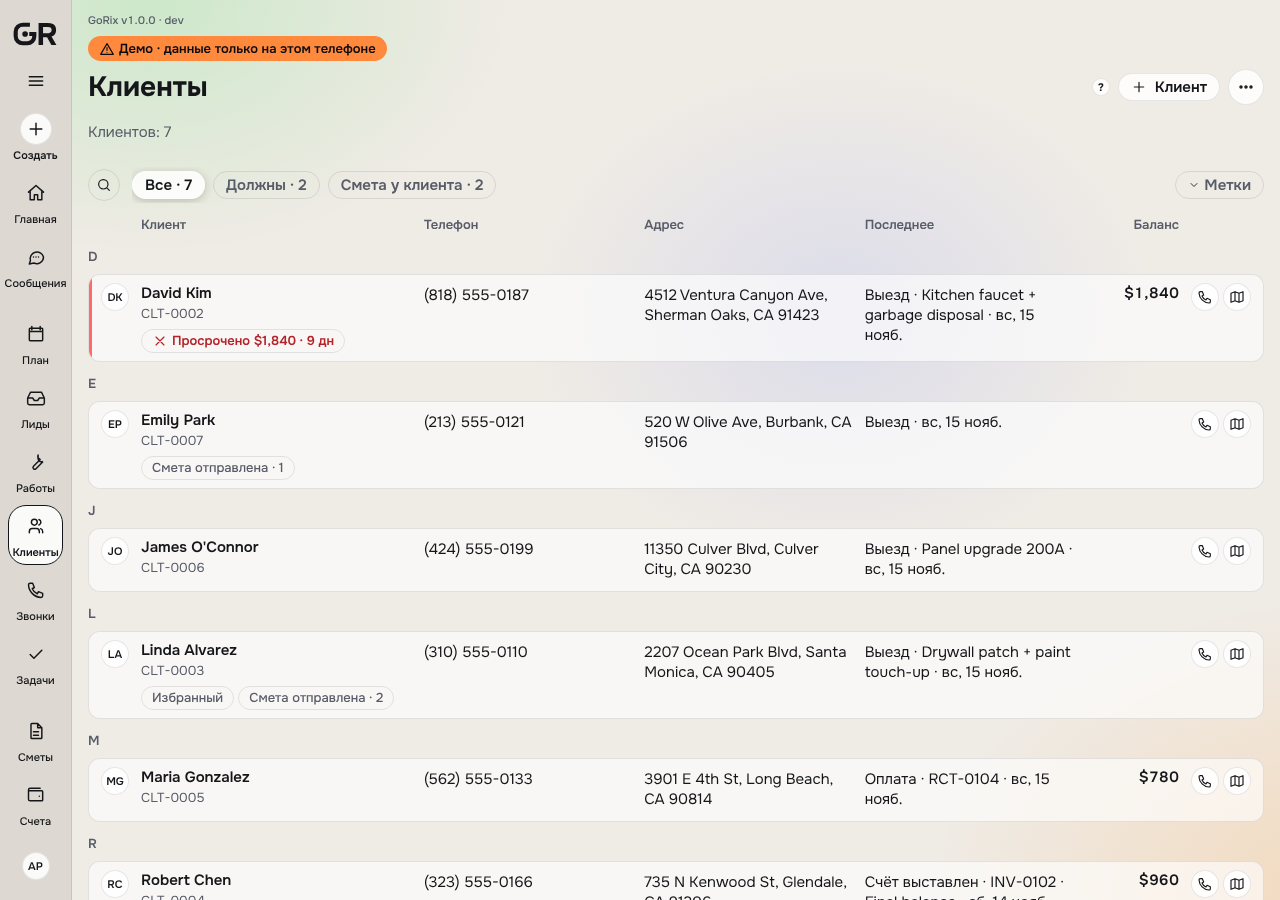 GR
GoRix v1.0.0 · dev
Демо · данные только на этом телефоне
Клиенты
? + Клиент •••
Клиентов: 7
Все · 7 Должны · 2 Смета у клиента · 2 Метки
Создать
Главная
Сообщения
План
Лиды
Работы
Клиенты
Звонки
Задачи
Сметы
Счета
AP
Клиент Телефон Адрес Последнее Баланс
D
DK David Kim
CLT-0002
Просрочено $1,840 · 9 дн
(818) 555-0187
4512 Ventura Canyon Ave,
Sherman Oaks, CA 91423
Выезд · Kitchen faucet +
garbage disposal · вс, 15
нояб.
$1,840
E
EP Emily Park
CLT-0007
Смета отправлена · 1
(213) 555-0121
520 W Olive Ave, Burbank, CA
91506
Выезд · вс, 15 нояб.
J
JO James O'Connor
CLT-0006
(424) 555-0199
11350 Culver Blvd, Culver
City, CA 90230
Выезд · Panel upgrade 200A ·
вс, 15 нояб.
L
LA Linda Alvarez
CLT-0003
Избранный Смета отправлена · 2
(310) 555-0110
2207 Ocean Park Blvd, Santa
Monica, CA 90405
Выезд · Drywall patch + paint
touch-up · вс, 15 нояб.
M
MG Maria Gonzalez
CLT-0005
(562) 555-0133
3901 E 4th St, Long Beach,
CA 90814
Оплата · RCT-0104 · вс, 15
нояб.
$780
R
RC Robert Chen
(323) 555-0166
735 N Kenwood St, Glendale,
Счёт выставлен · INV-0102 ·
$960